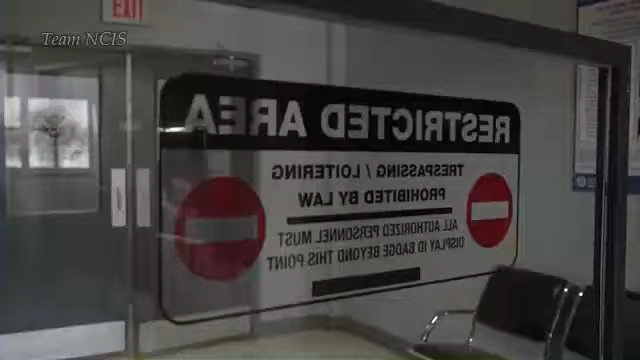 EXIT
Team NCIS
RESTRICTED AREA
TRESPASSING / LOITERING
PROHIBITED BY LAW
ALL AUTHORIZED PERSONNEL MUST
DISPLAY ID BADGE BEYOND THIS POINT